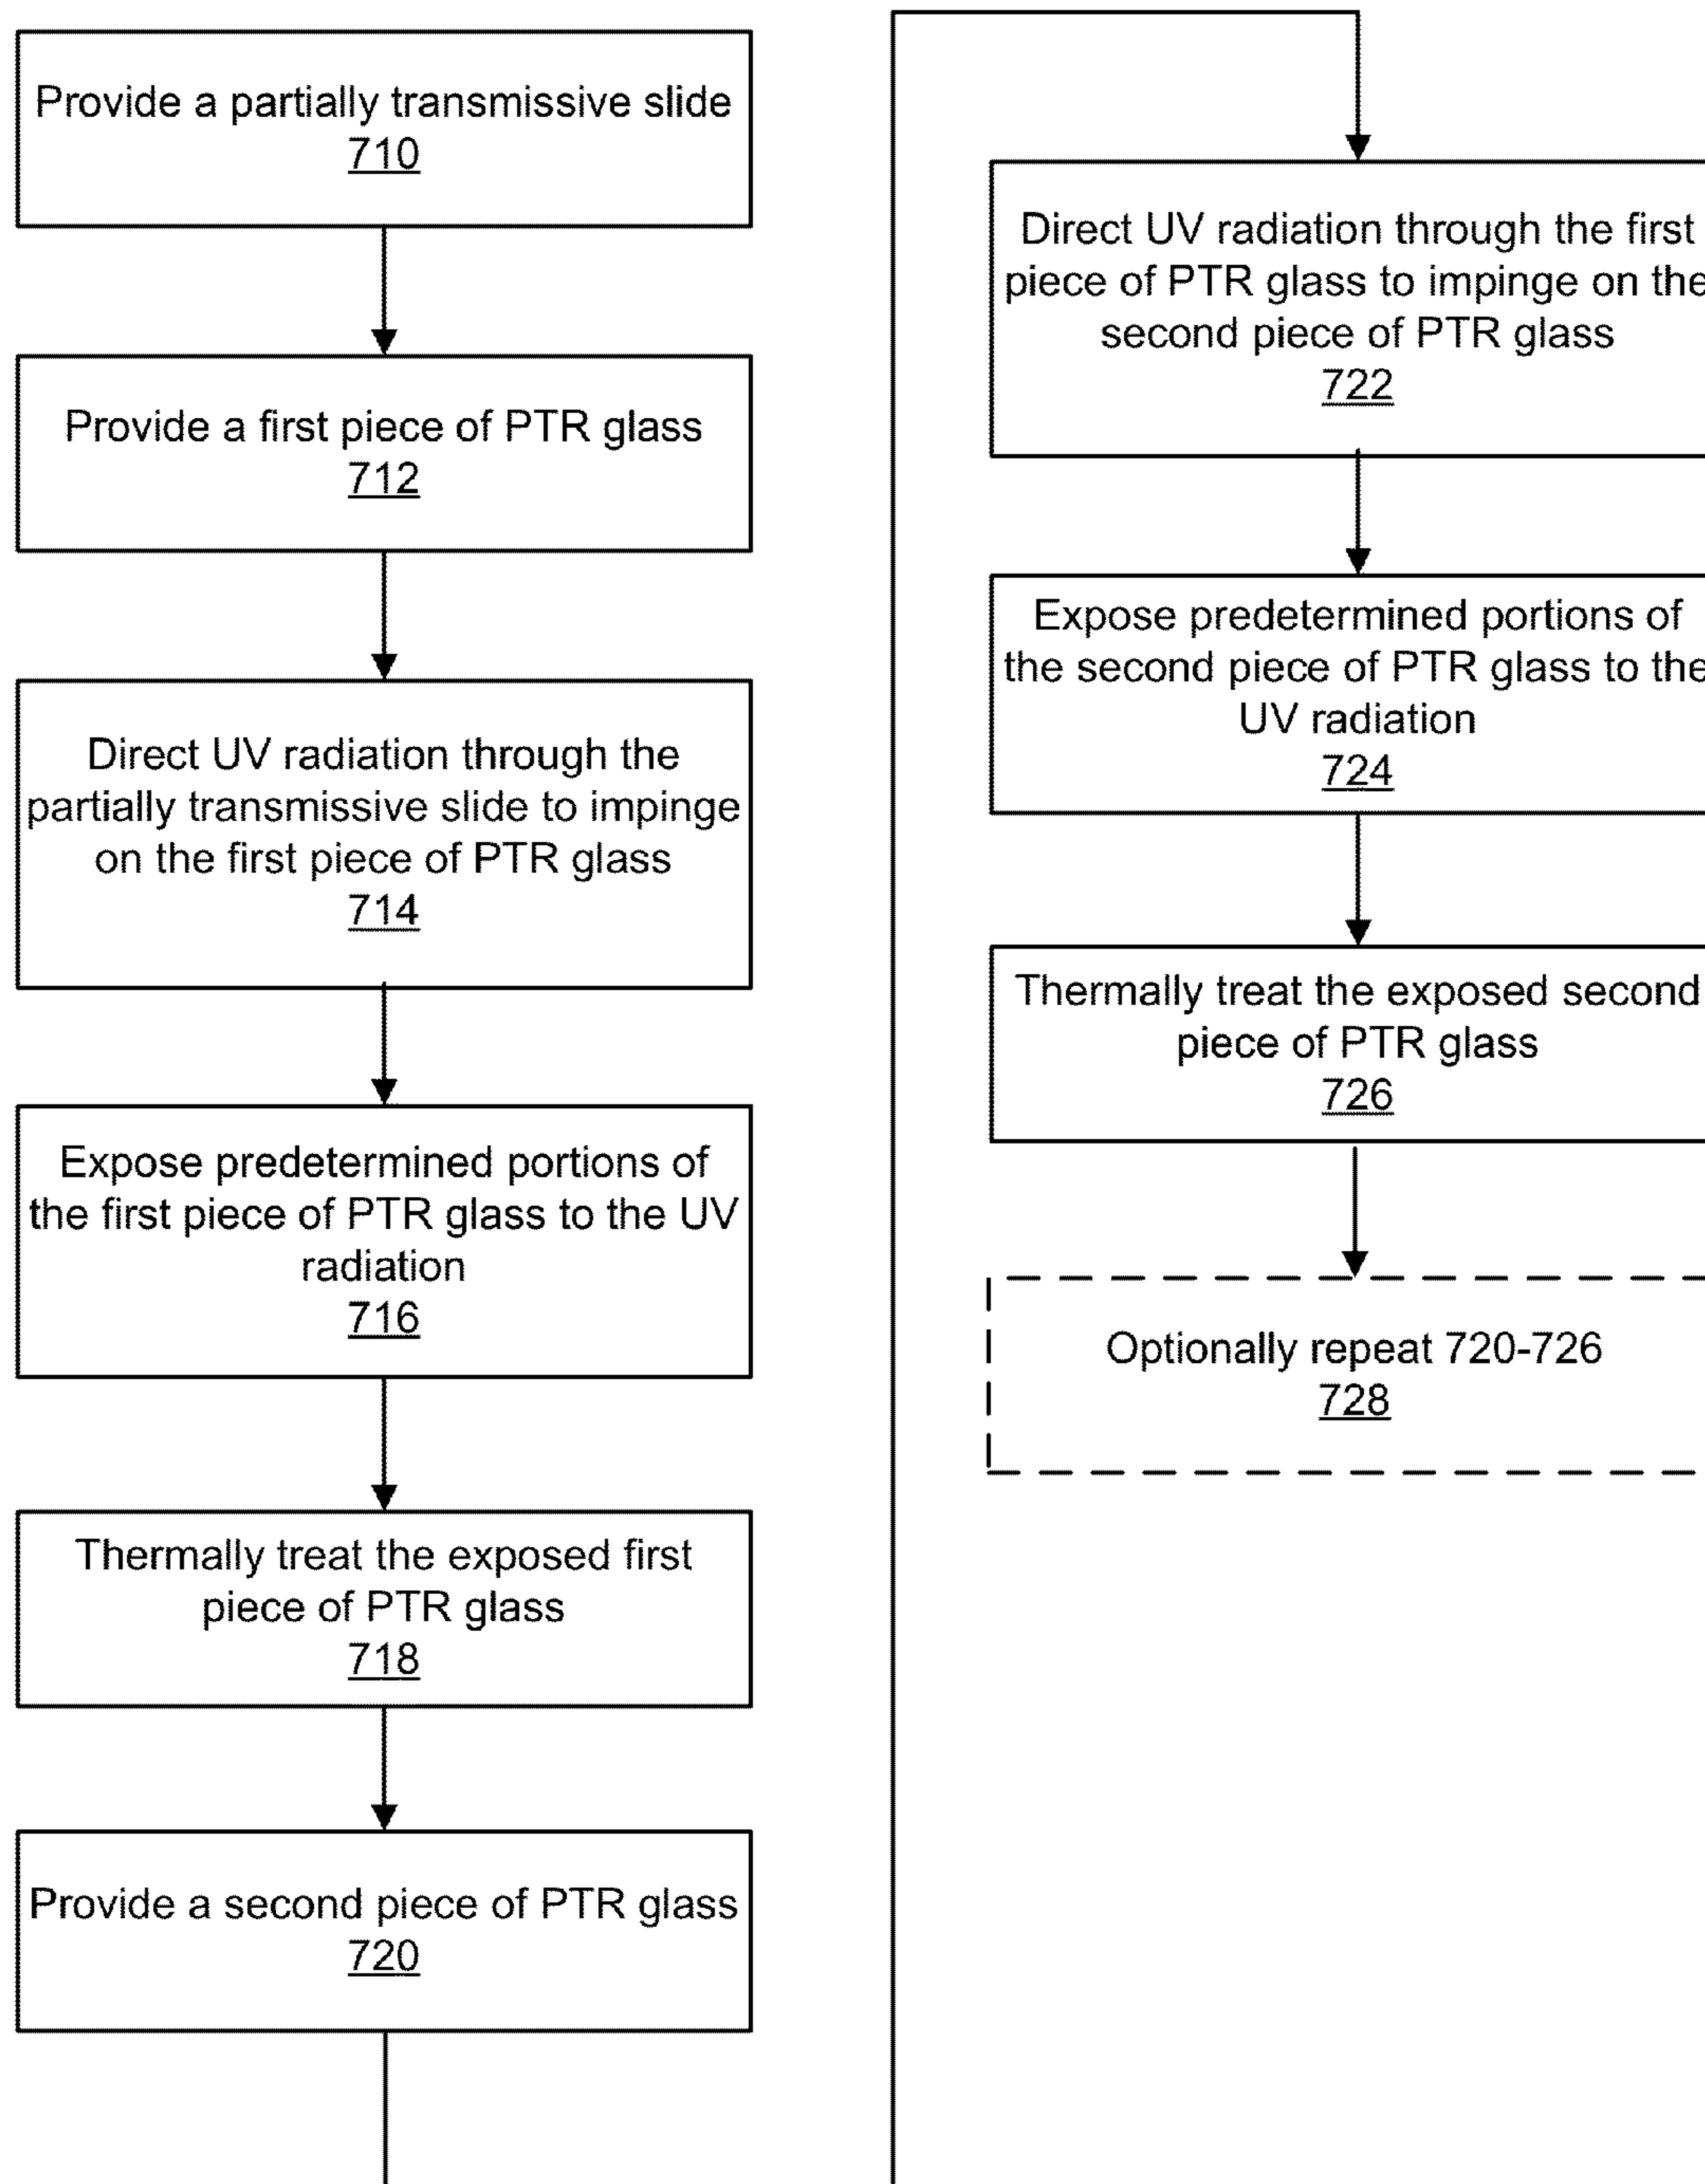 Provide a partially transmissive slide
710
Provide a first piece of PTR glass
712
Direct UV radiation through the
partially transmissive slide to impinge
on the first piece of PTR glass
714
Expose predetermined portions of
the first piece of PTR glass to the UV
radiation
716
Thermally treat the exposed first
piece of PTR glass
718
Provide a second piece of PTR glass
720
Direct UV radiation through the first
piece of PTR glass to impinge on the
second piece of PTR glass
722
Expose predetermined portions of
the second piece of PTR glass to the
UV radiation
724
Thermally treat the exposed second
piece of PTR glass
726
Optionally repeat 720-726
728